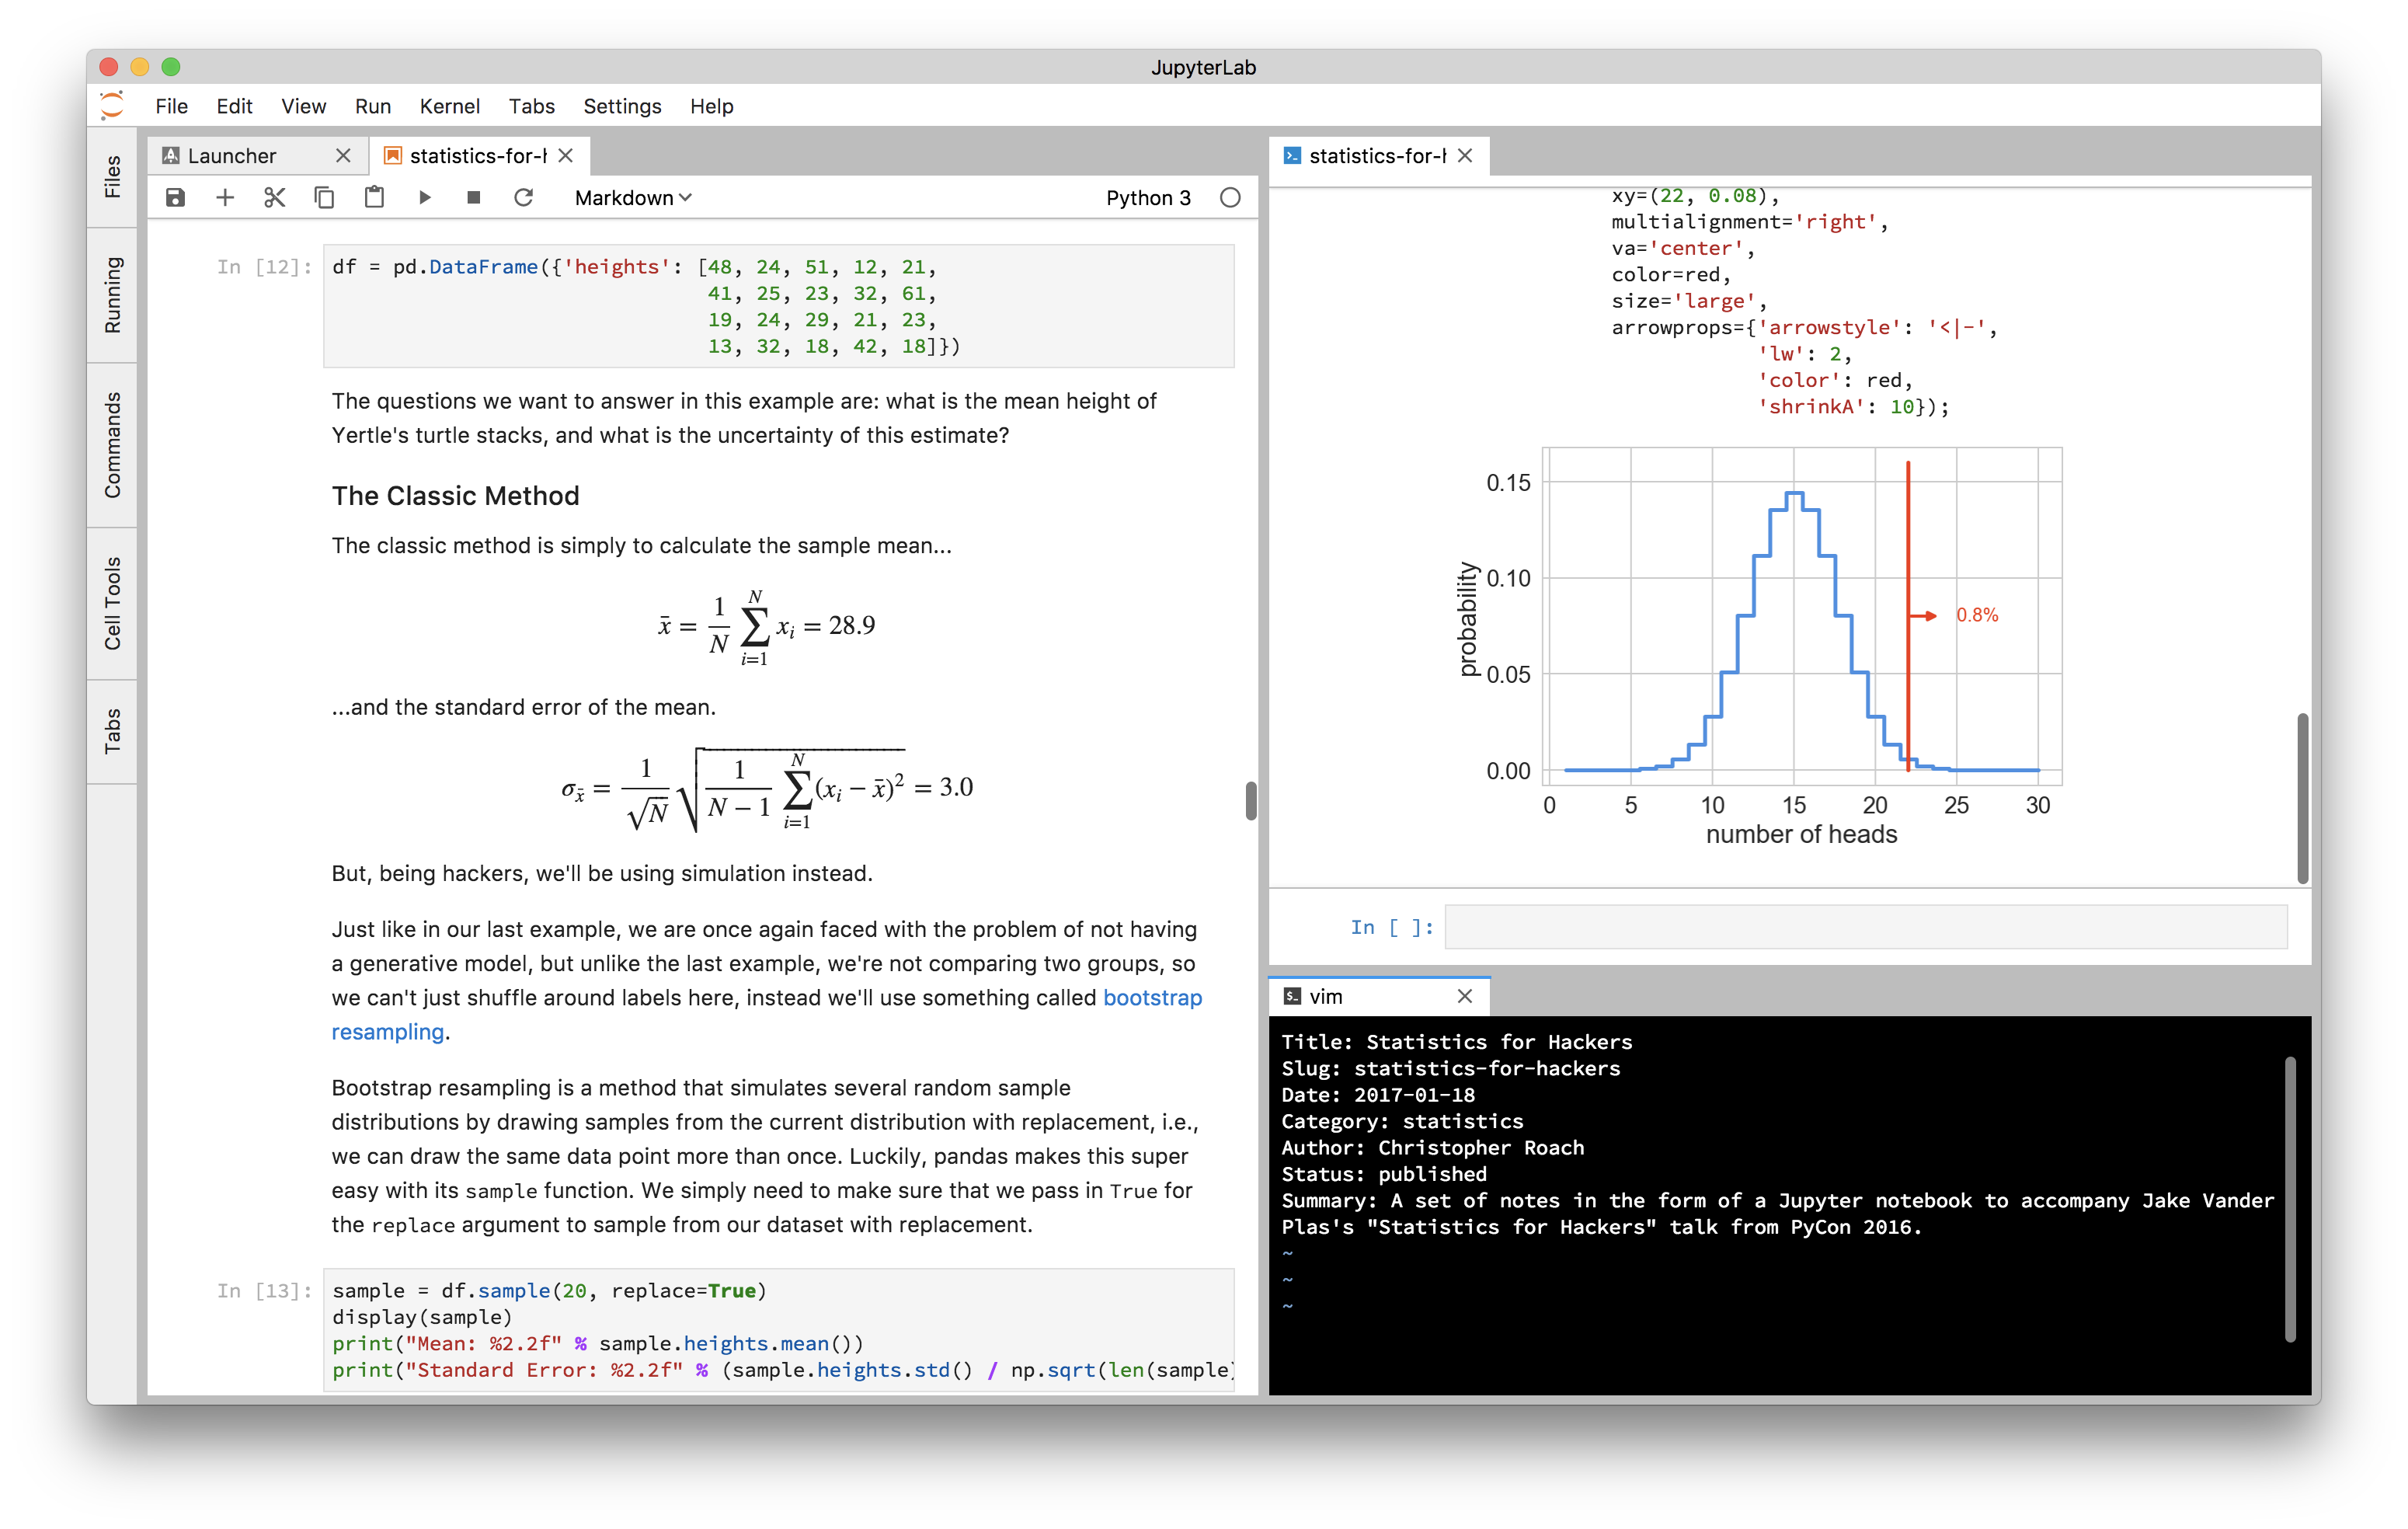 JupyterLab
File Edit View Run Kernel Tabs Settings Help
Files
Running
Commands
Cell Tools
Tabs
Launcher
statistics-for-h
Markdown
Python 3
In [12]:
df = pd.DataFrame({'heights': [48, 24, 51, 12, 21,
41, 25, 23, 32, 61,
19, 24, 29, 21, 23,
13, 32, 18, 42, 18]})
The questions we want to answer in this example are: what is the mean height of
Yertle's turtle stacks, and what is the uncertainty of this estimate?
The Classic Method
The classic method is simply to calculate the sample mean...
x̄ = 1/N ∑_{i=1}^{N} x_i = 28.9
...and the standard error of the mean.
σ_x̄ = 1/√N √(1/(N − 1) ∑_{i=1}^{N} (x_i − x̄)²) = 3.0
But, being hackers, we'll be using simulation instead.
Just like in our last example, we are once again faced with the problem of not having
a generative model, but unlike the last example, we're not comparing two groups, so
we can't just shuffle around labels here, instead we'll use something called bootstrap
resampling.
Bootstrap resampling is a method that simulates several random sample
distributions by drawing samples from the current distribution with replacement, i.e.,
we can draw the same data point more than once. Luckily, pandas makes this super
easy with its sample function. We simply need to make sure that we pass in True for
the replace argument to sample from our dataset with replacement.
In [13]:
sample = df.sample(20, replace=True)
display(sample)
print("Mean: %2.2f" % sample.heights.mean())
print("Standard Error: %2.2f" % (sample.heights.std() / np.sqrt(len(sample)
statistics-for-h
xy=(22, 0.08),
multialignment='right',
va='center',
color=red,
size='large',
arrowprops={'arrowstyle': '<|-',
'lw': 2,
'color': red,
'shrinkA': 10});
probability
0.15
0.10
0.05
0.00
0.8%
0 5 10 15 20 25 30
number of heads
In [ ]:
vim
Title: Statistics for Hackers
Slug: statistics-for-hackers
Date: 2017-01-18
Category: statistics
Author: Christopher Roach
Status: published
Summary: A set of notes in the form of a Jupyter notebook to accompany Jake Vander
Plas's "Statistics for Hackers" talk from PyCon 2016.
~
~
~